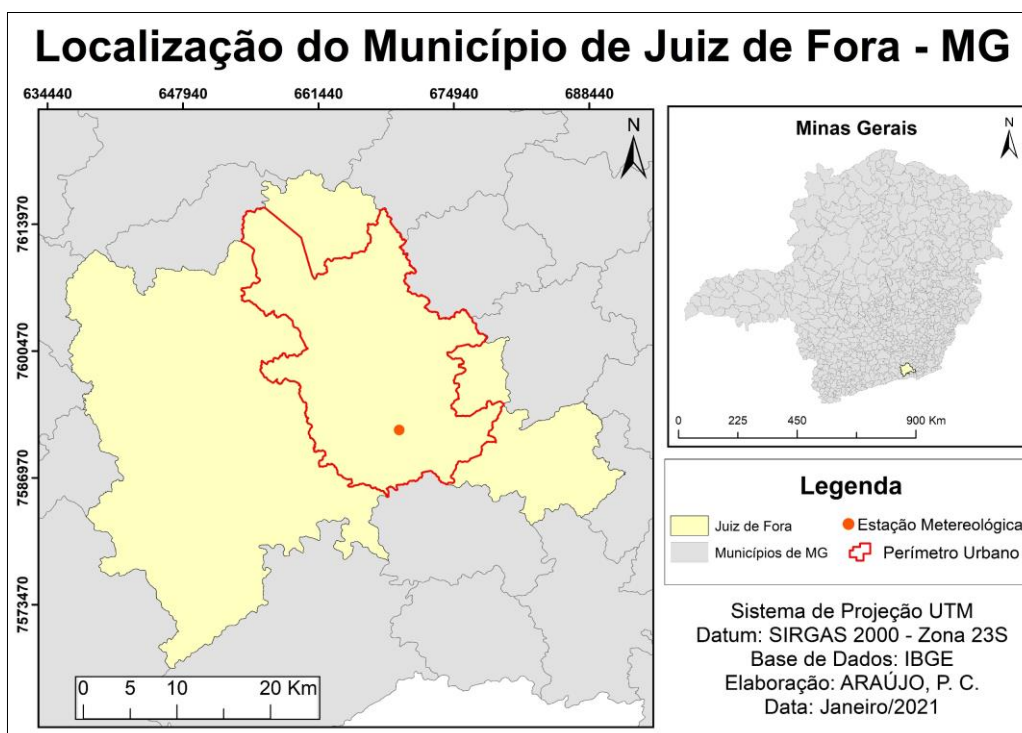 Localização do Município de Juiz de Fora - MG
634440 647940 661440 674940 688440
7613970
7600470
7586970
7573470
N
0 5 10 20 Km
Minas Gerais
N
0 225 450 900 Km
Legenda
Juiz de Fora
Estação Metereológica
Municípios de MG
Perímetro Urbano
Sistema de Projeção UTM
Datum: SIRGAS 2000 - Zona 23S
Base de Dados: IBGE
Elaboração: ARAÚJO, P. C.
Data: Janeiro/2021